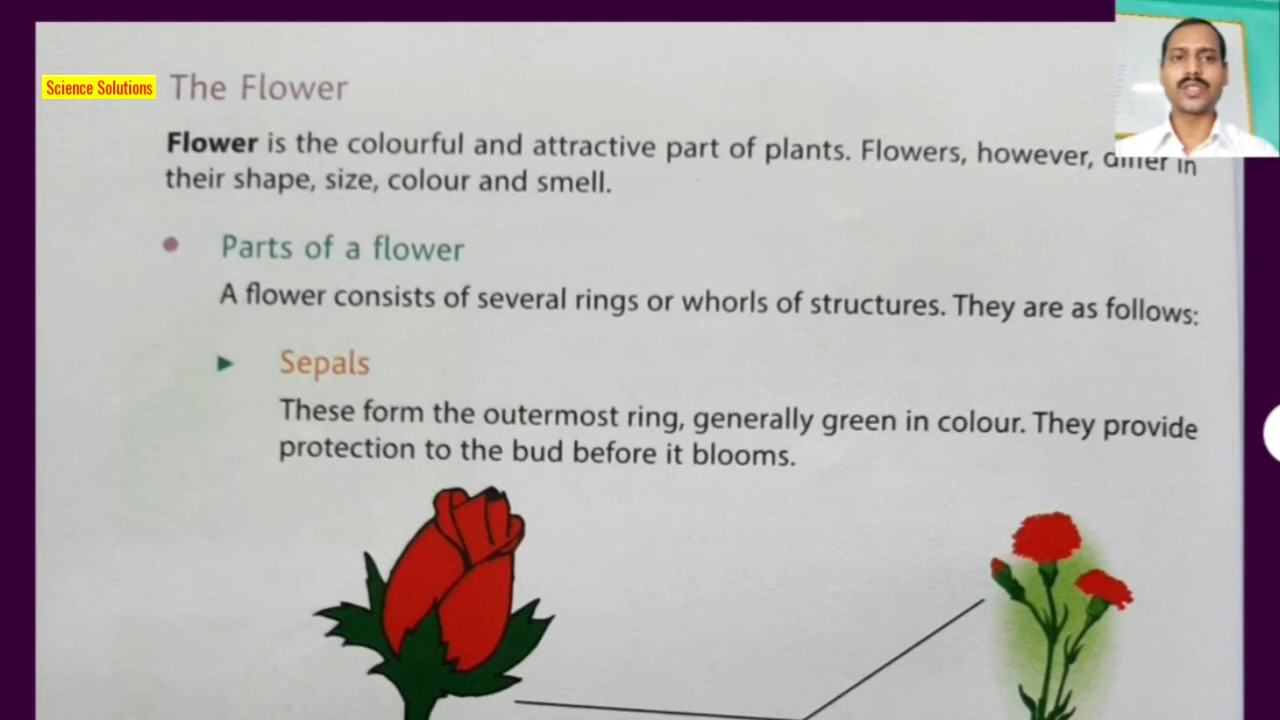 Science Solutions
The Flower
Flower is the colourful and attractive part of plants. Flowers, however, differ in
their shape, size, colour and smell.
Parts of a flower
A flower consists of several rings or whorls of structures. They are as follows:
Sepals
These form the outermost ring, generally green in colour. They provide
protection to the bud before it blooms.